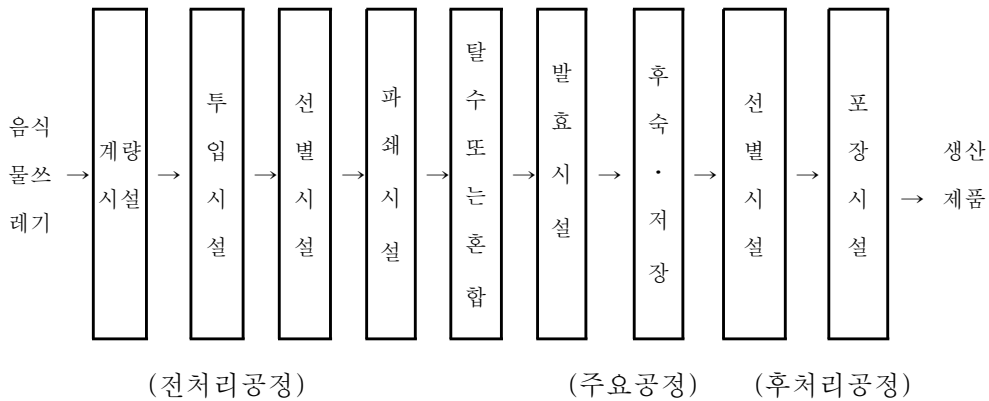 음식
물쓰
레기
→
계량
시설
→
투입시설
→
선별시설
→
파쇄시설
→
탈수또는혼합
→
발효시설
→
후숙·저장
→
선별시설
→
포장시설
→
생산
제품
(전처리공정)
(주요공정)
(후처리공정)